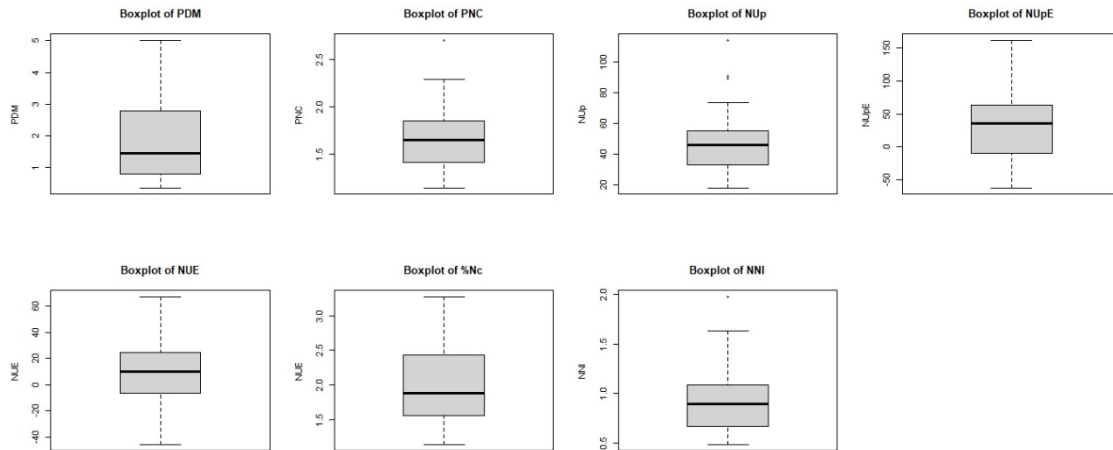 Boxplot of PDM
PDM
5
4
3
2
1
Boxplot of PNC
PNC
2.5
2.0
1.5
Boxplot of NUp
NUp
100
80
60
40
20
Boxplot of NUpE
NUpE
150
100
50
0
-50
Boxplot of NUE
NUE
60
40
20
0
-20
-40
Boxplot of %Nc
NUE
3.0
2.5
2.0
1.5
Boxplot of NNI
NNI
2.0
1.5
1.0
0.5